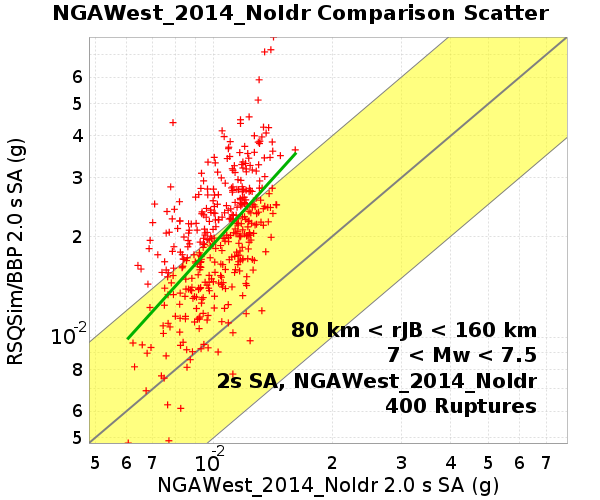 NGAWest_2014_NoIdr Comparison Scatter
RSQSim/BBP 2.0 s SA (g)
6
5
4
3
2
10-2
8
7
6
5
80 km < rJB < 160 km
7 < Mw < 7.5
2s SA, NGAWest_2014_NoIdr
400 Ruptures
5 6 7 10-2 2 3 4 5 6 7
NGAWest_2014_NoIdr 2.0 s SA (g)